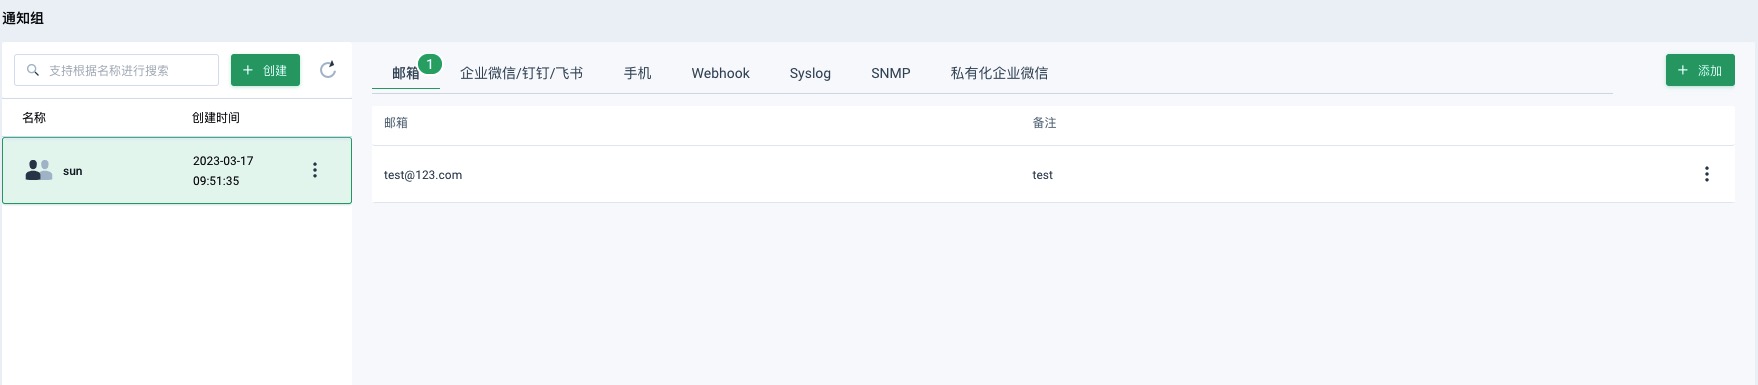 通知组
支持根据名称进行搜索
+ 创建
名称 创建时间
sun
2023-03-17
09:51:35
邮箱 1 企业微信/钉钉/飞书 手机 Webhook Syslog SNMP 私有化企业微信
+ 添加
邮箱 备注
test@123.com test